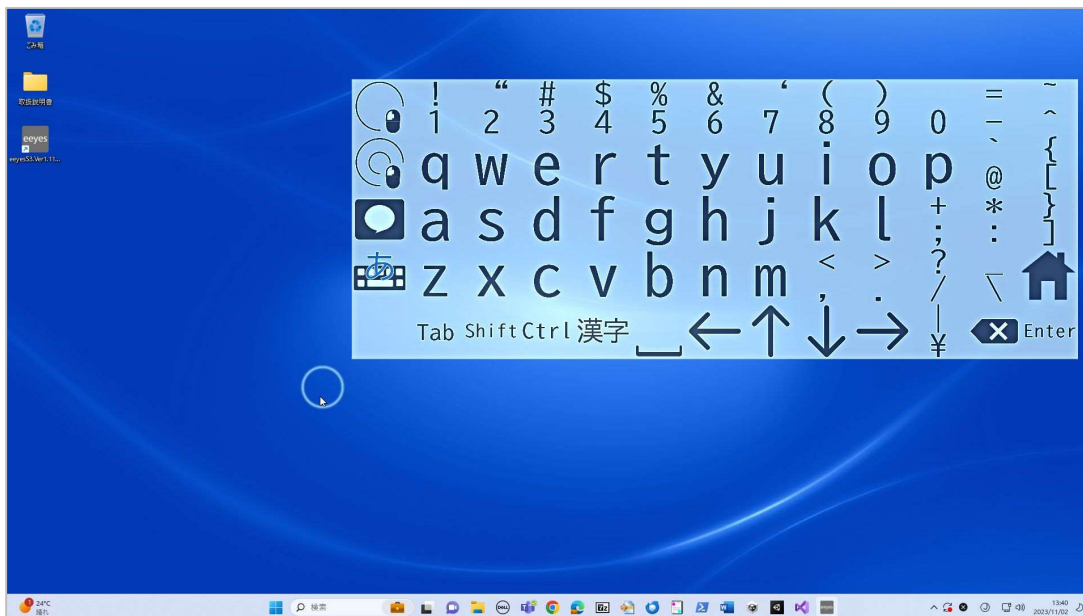 ごみ箱
取扱説明書
eeyes
eeyesS3.Ver1.11...
! “ # $ % & ‘ ( ) = ~
1 2 3 4 5 6 7 8 9 0 - ^
q w e r t y u i o p ` @ { [
a s d f g h j k l + ; * : } ]
あ
z x c v b n m < , > . ? / _ \
Tab Shift Ctrl 漢字 ← ↑ ↓ → | ¥ Enter
1
24°C
晴れ
検索
DELL
13:40
2023/11/02